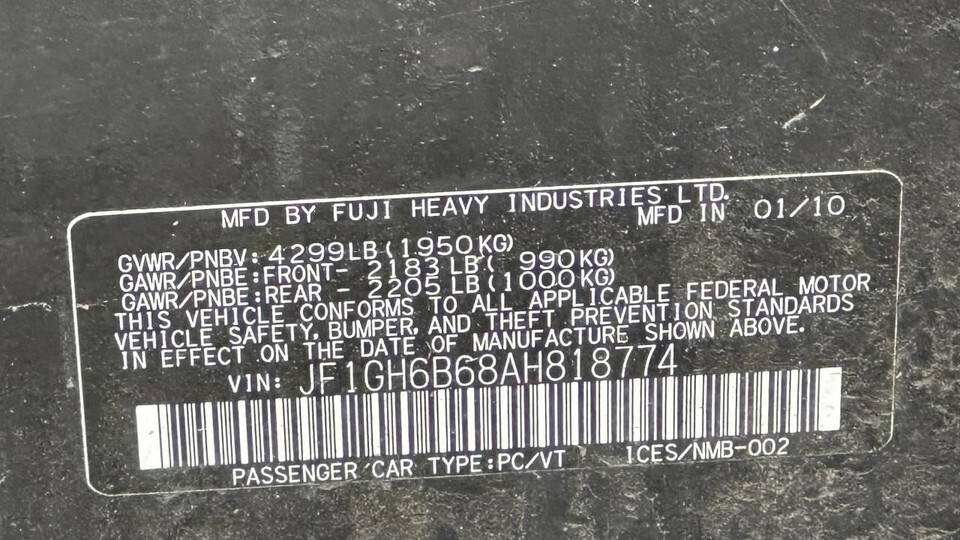 MFD BY FUJI HEAVY INDUSTRIES LTD.
MFD IN 01/10
GVWR/PNBV: 4299LB (1950KG)
GAWR/PNBE:FRONT- 2183 LB ( 990KG)
GAWR/PNBE:REAR - 2205 LB (1000KG)
THIS VEHICLE CONFORMS TO ALL APPLICABLE FEDERAL MOTOR
VEHICLE SAFETY, BUMPER, AND THEFT PREVENTION STANDARDS
IN EFFECT ON THE DATE OF MANUFACTURE SHOWN ABOVE.
VIN: JF1GH6B68AH818774
PASSENGER CAR TYPE:PC/VT ICES/NMB-002